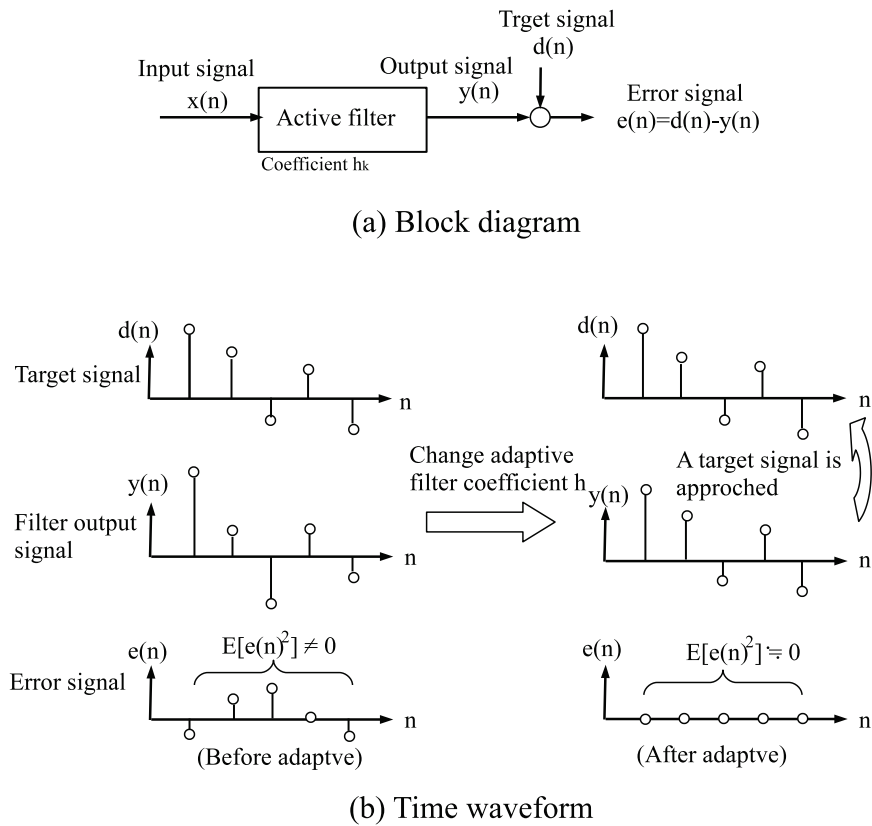 Trget signal
d(n)
Input signal
x(n)
Output signal
y(n)
Active filter
Error signal
e(n)=d(n)-y(n)
Coefficient hk
(a) Block diagram
d(n)
Target signal
n
d(n)
n
Change adaptive
filter coefficient h
A target signal is
approched
y(n)
Filter output
signal
n
y(n)
n
e(n)
E[e(n)²] ≠ 0
Error signal
n
(Before adaptve)
e(n)
E[e(n)²] ≒ 0
n
(After adaptve)
(b) Time waveform